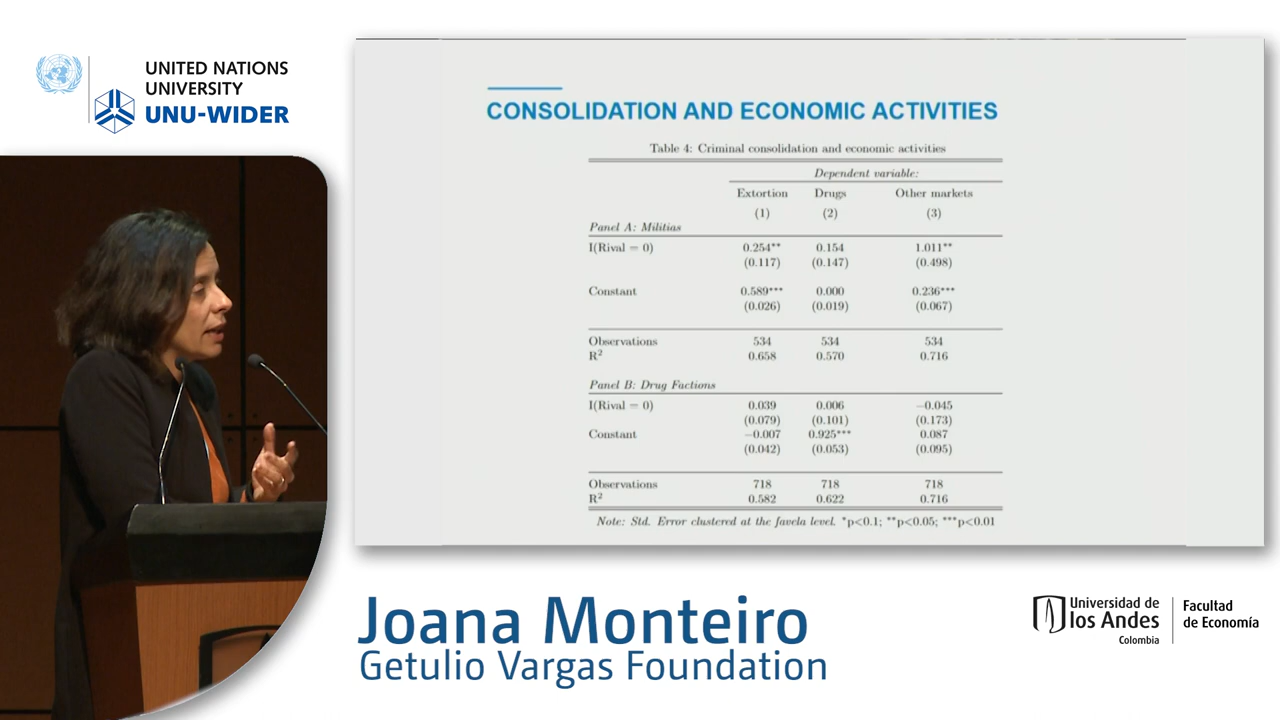 UNITED NATIONS
UNIVERSITY
UNU-WIDER
CONSOLIDATION AND ECONOMIC ACTIVITIES
Table 4: Criminal consolidation and economic activities
Dependent variable:
Extortion Drugs Other markets
(1) (2) (3)
Panel A: Militias
I(Rival = 0) 0.254** 0.154 1.011**
(0.117) (0.147) (0.498)
Constant 0.589*** 0.000 0.236***
(0.026) (0.019) (0.067)
Observations 534 534 534
R² 0.658 0.570 0.716
Panel B: Drug Factions
I(Rival = 0) 0.039 0.006 −0.045
(0.079) (0.101) (0.173)
Constant −0.007 0.925*** 0.087
(0.042) (0.053) (0.095)
Observations 718 718 718
R² 0.582 0.622 0.716
Note: Std. Error clustered at the favela level. *p<0.1; **p<0.05; ***p<0.01
Joana Monteiro
Getulio Vargas Foundation
Universidad de
los Andes
Colombia
Facultad
de Economía